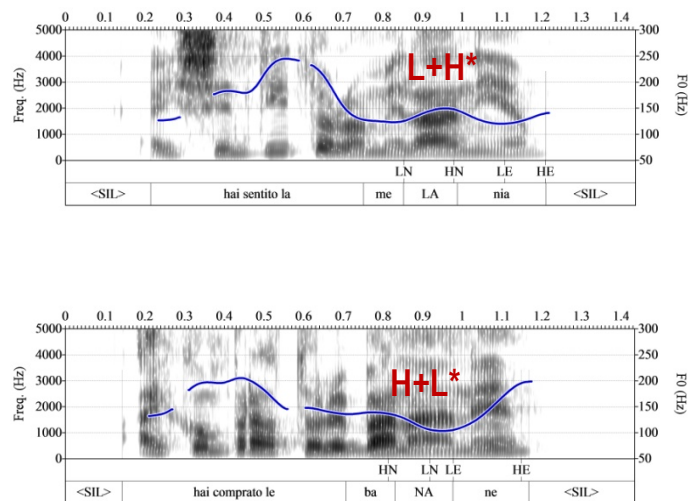 0 0.1 0.2 0.3 0.4 0.5 0.6 0.7 0.8 0.9 1 1.1 1.2 1.3 1.4
5000 300
4000 250
3000 200
2000 150
1000 100
0 50
Freq. (Hz)
F0 (Hz)
L+H*
LN HN LE HE
<SIL> hai sentito la me LA nia <SIL>
0 0.1 0.2 0.3 0.4 0.5 0.6 0.7 0.8 0.9 1 1.1 1.2 1.3 1.4
5000 300
4000 250
3000 200
2000 150
1000 100
0 50
Freq. (Hz)
F0 (Hz)
H+L*
HN LN LE HE
<SIL> hai comprato le ba NA ne <SIL>